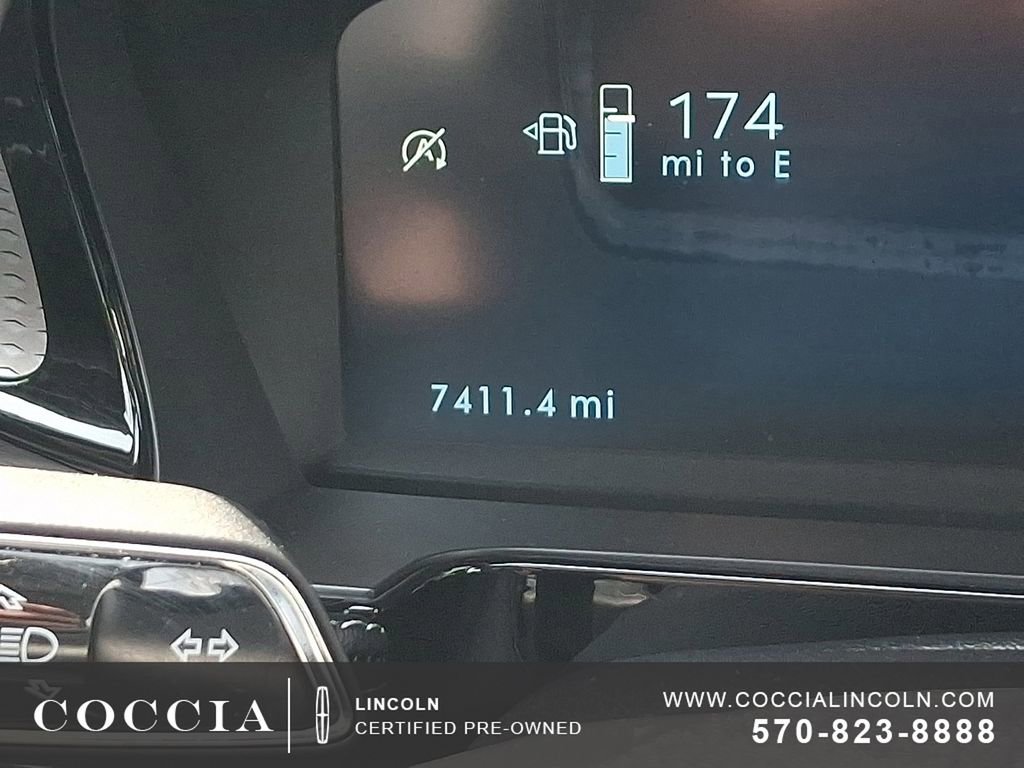 174
mi to E
A
7411.4 mi
COCCIA
LINCOLN
CERTIFIED PRE-OWNED
WWW.COCCIALINCOLN.COM
570-823-8888